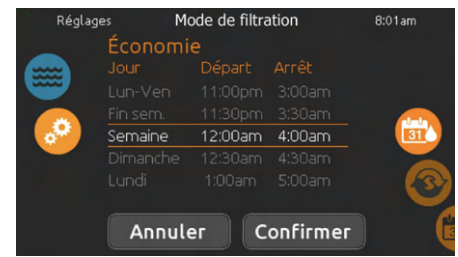 Réglages Mode de filtration 8:01am
Économie
Jour Départ Arrêt
Lun-Ven 11:00pm 3:00am
Fin sem. 11:30pm 3:30am
Semaine 12:00am 4:00am
Dimanche 12:30am 4:30am
Lundi 1:00am 5:00am
31
S
3
Annuler Confirmer